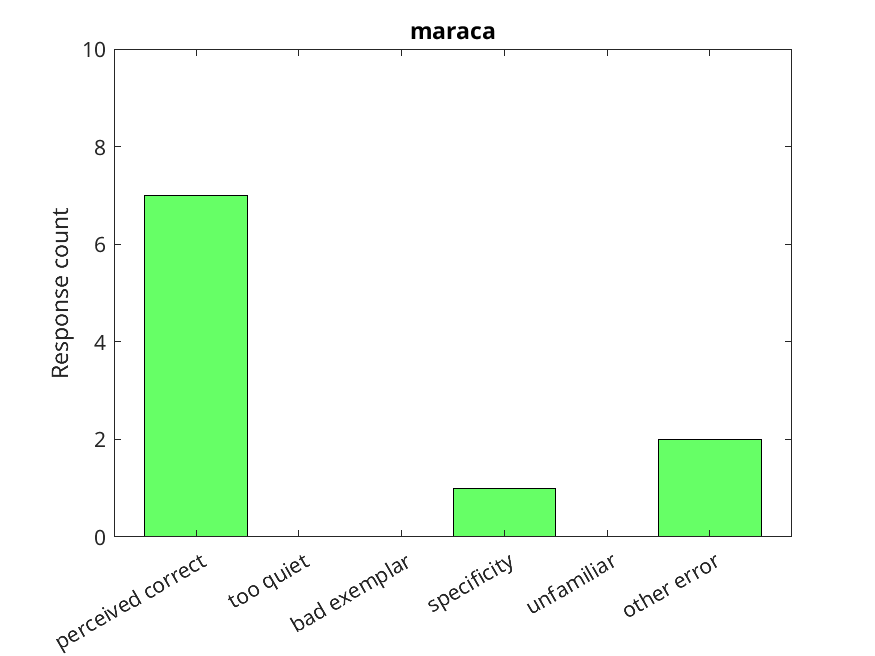 maraca
10
8
6
4
2
0
Response count
perceived correct
too quiet
bad exemplar
specificity
unfamiliar
other error